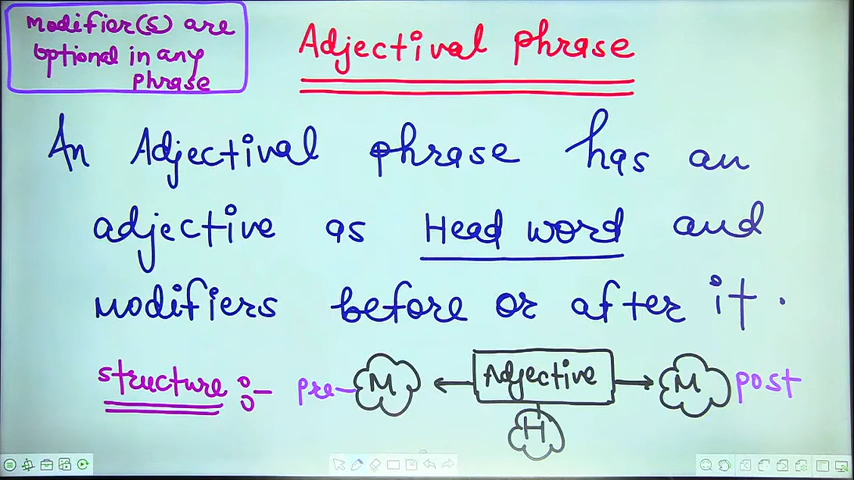 Modifier(s) are
optional in any
phrase
Adjectival phrase
An Adjectival phrase has an
adjective as Head word and
modifiers before or after it.
structure :-
pre- M ← Adjective → M post
H